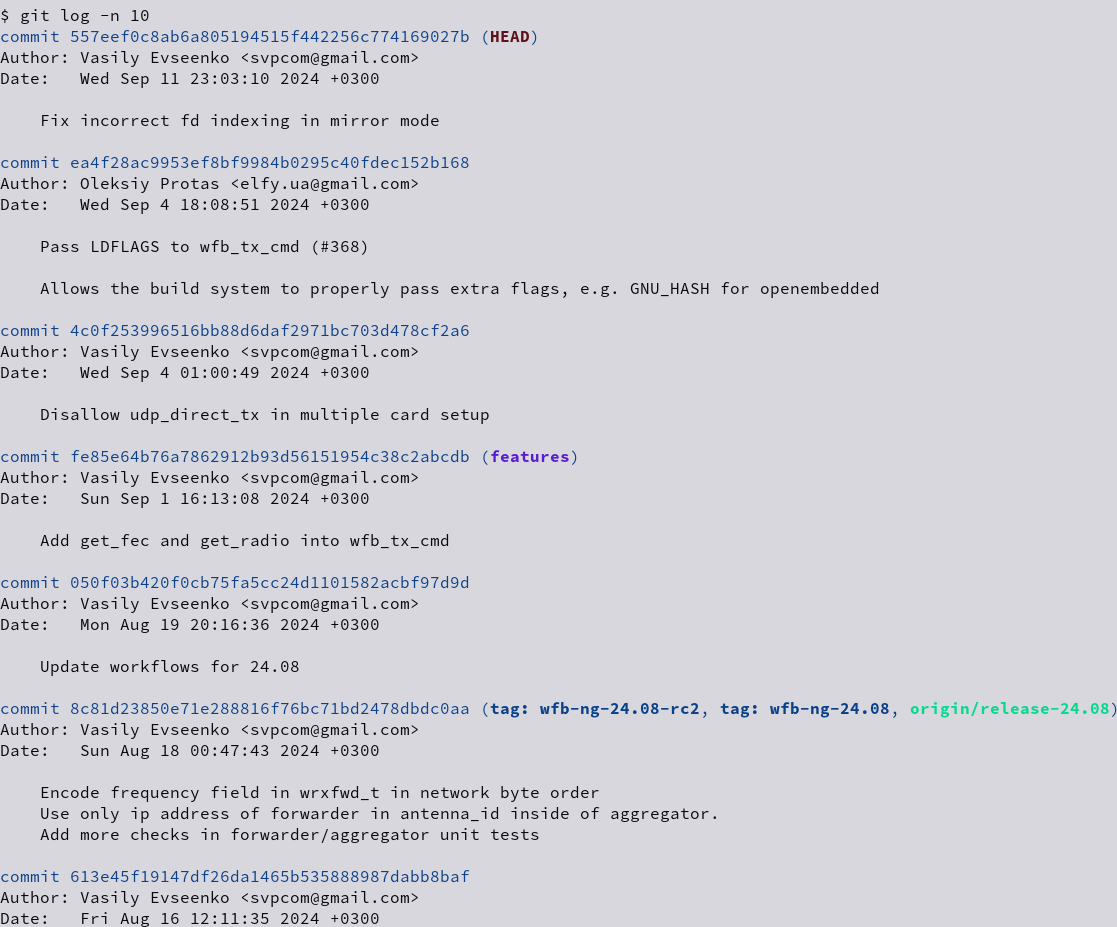 $ git log -n 10
commit 557eef0c8ab6a805194515f442256c774169027b (HEAD)
Author: Vasily Evseenko <svpcom@gmail.com>
Date:   Wed Sep 11 23:03:10 2024 +0300

    Fix incorrect fd indexing in mirror mode

commit ea4f28ac9953ef8bf9984b0295c40fdec152b168
Author: Oleksiy Protas <elfy.ua@gmail.com>
Date:   Wed Sep 4 18:08:51 2024 +0300

    Pass LDFLAGS to wfb_tx_cmd (#368)

    Allows the build system to properly pass extra flags, e.g. GNU_HASH for openembedded

commit 4c0f253996516bb88d6daf2971bc703d478cf2a6
Author: Vasily Evseenko <svpcom@gmail.com>
Date:   Wed Sep 4 01:00:49 2024 +0300

    Disallow udp_direct_tx in multiple card setup

commit fe85e64b76a7862912b93d56151954c38c2abcdb (features)
Author: Vasily Evseenko <svpcom@gmail.com>
Date:   Sun Sep 1 16:13:08 2024 +0300

    Add get_fec and get_radio into wfb_tx_cmd

commit 050f03b420f0cb75fa5cc24d1101582acbf97d9d
Author: Vasily Evseenko <svpcom@gmail.com>
Date:   Mon Aug 19 20:16:36 2024 +0300

    Update workflows for 24.08

commit 8c81d23850e71e288816f76bc71bd2478dbdc0aa (tag: wfb-ng-24.08-rc2, tag: wfb-ng-24.08, origin/release-24.08)
Author: Vasily Evseenko <svpcom@gmail.com>
Date:   Sun Aug 18 00:47:43 2024 +0300

    Encode frequency field in wrxfwd_t in network byte order
    Use only ip address of forwarder in antenna_id inside of aggregator.
    Add more checks in forwarder/aggregator unit tests

commit 613e45f19147df26da1465b535888987dabb8baf
Author: Vasily Evseenko <svpcom@gmail.com>
Date:   Fri Aug 16 12:11:35 2024 +0300